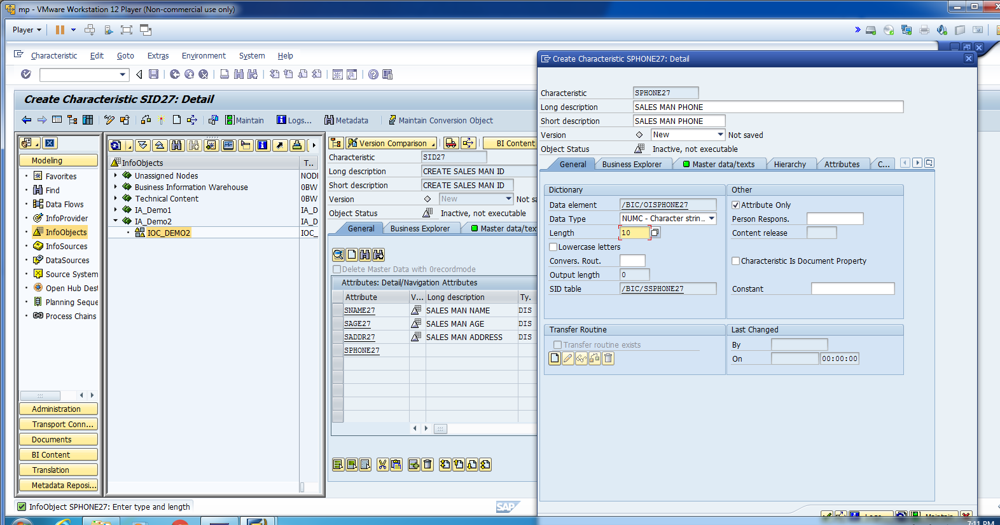 mp - VMware Workstation 12 Player (Non-commercial use only)
Player
Characteristic Edit Goto Extras Environment System Help
Create Characteristic SID27: Detail
Maintain Logs... Metadata Maintain Conversion Object
Modeling
Favorites
Find
Data Flows
InfoProvider
InfoObjects
InfoSources
DataSources
Source System
Open Hub Dest
Planning Seque
Process Chains
Administration
Transport Conn...
Documents
BI Content
Translation
Metadata Reposi...
InfoObjects T..
Unassigned Nodes NODE
Business Information Warehouse 0BW
Technical Content 0BW
IA_Demo1 IA_D
IA_Demo2 IA_D
IOC_DEMO2 IOC_
Version Comparison BI Content
Characteristic SID27
Long description CREATE SALES MAN ID
Short description CREATE SALES MAN ID
Version New Not sa
Object Status Inactive, not executable
General Business Explorer Master data/tex
Delete Master Data with 0recordmode
Attributes: Detail/Navigation Attributes
Attribute V... Long description Ty.
SNAME27 SALES MAN NAME DIS
SAGE27 SALES MAN AGE DIS
SADDR27 SALES MAN ADDRESS DIS
SPHONE27
Create Characteristic SPHONE27: Detail
Characteristic SPHONE27
Long description SALES MAN PHONE
Short description SALES MAN PHONE
Version New Not saved
Object Status Inactive, not executable
General Business Explorer Master data/texts Hierarchy Attributes C...
Dictionary
Data element /BIC/OISPHONE27
Data Type NUMC - Character strin...
Length 10
Lowercase letters
Convers. Rout.
Output length 0
SID table /BIC/SSPHONE27
Other
Attribute Only
Person Respons.
Content release
Characteristic Is Document Property
Constant
Transfer Routine
Transfer routine exists
Last Changed
By
On 00:00:00
InfoObject SPHONE27: Enter type and length
SAP
Logs... Maintain
7:11 PM